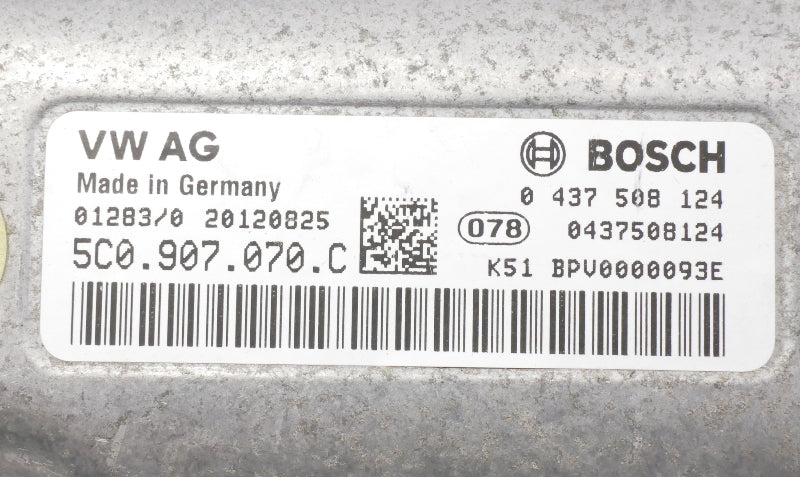 VW AG
Made in Germany
01283/0 20120825
5C0.907.070.C
BOSCH
0 437 508 124
078 0437508124
K51 BPV0000093E